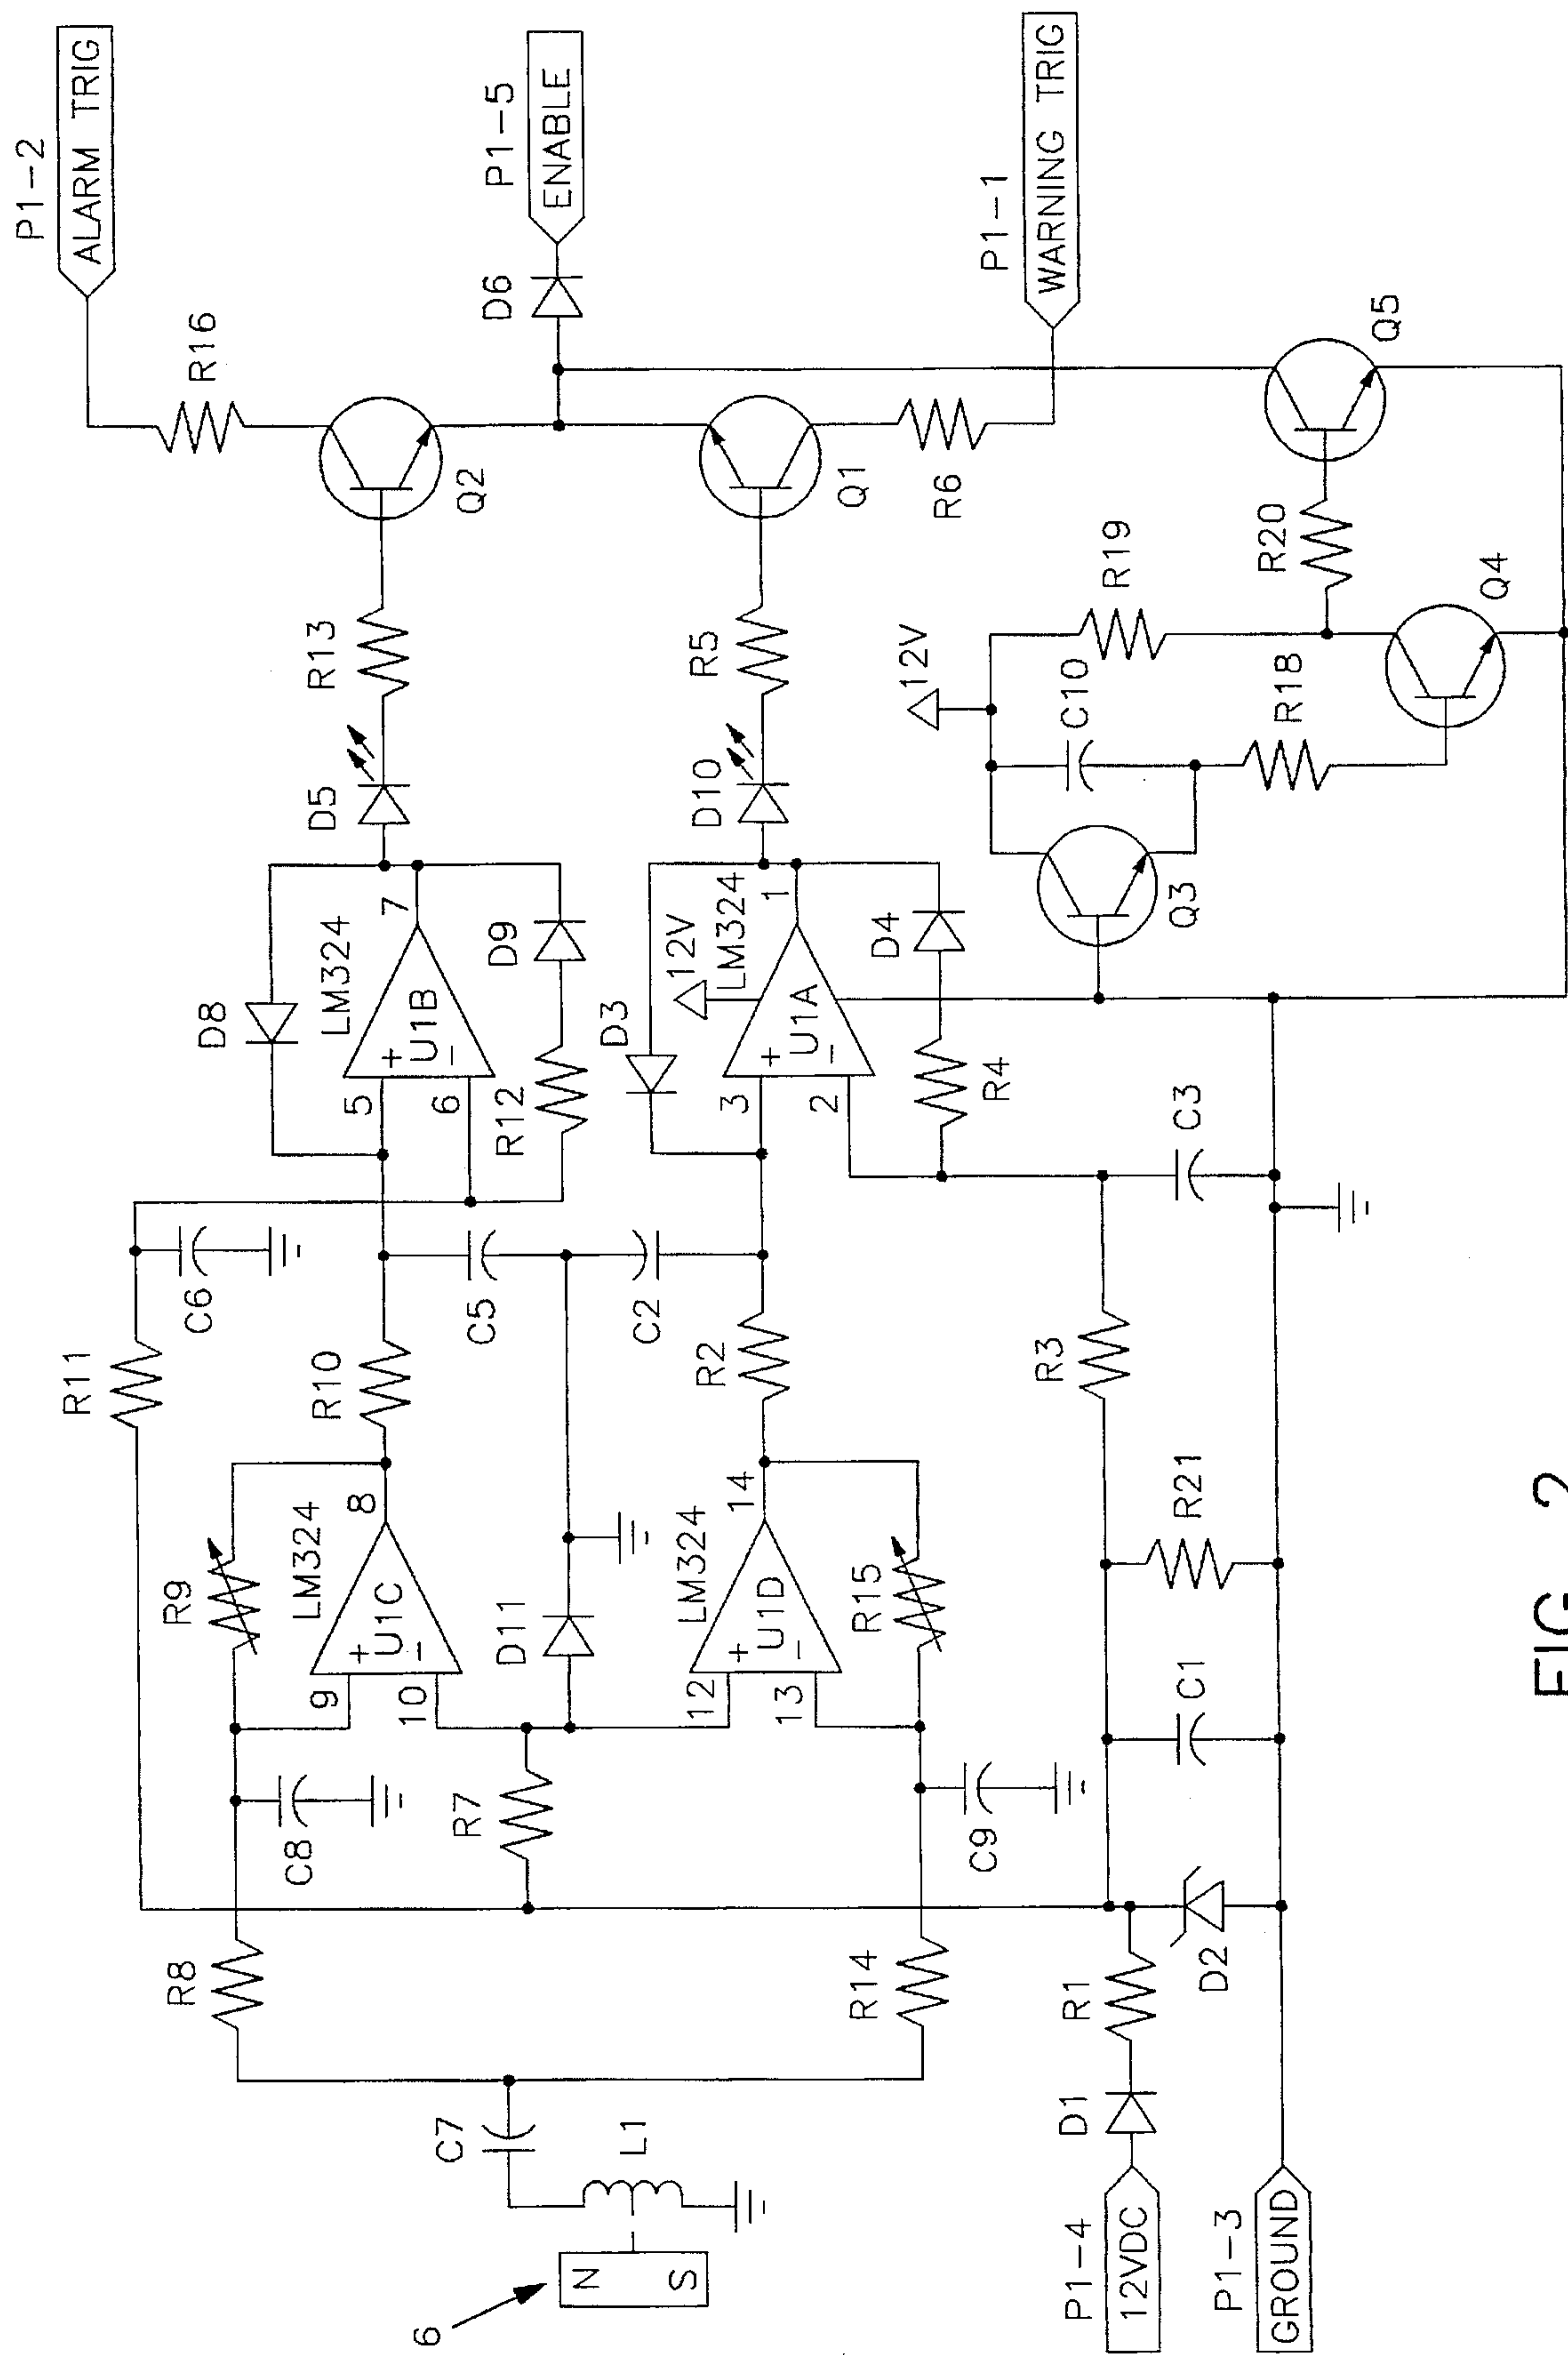 P1-2
ALARM TRIG
R16
P1-5
ENABLE
D6
Q2
P1-1
WARNING TRIG
Q1
R6
Q5
R13
D5
R5
D10
12V
R19
C10
R20
R18
Q4
Q3
D8
LM324
7
+
U1B
−
5
6
D9
R12
D3
12V
LM324
1
+
U1A
−
3
2
D4
R4
C3
C6
R11
R10
C5
C2
R2
R3
R9
LM324
8
+
U1C
−
9
10
D11
LM324
14
+
U1D
−
12
13
R15
R21
C1
C8
R7
C9
R8
R14
R1
D2
C7
L1
N
S
6
D1
P1-4
12VDC
P1-3
GROUND
FIG. 2